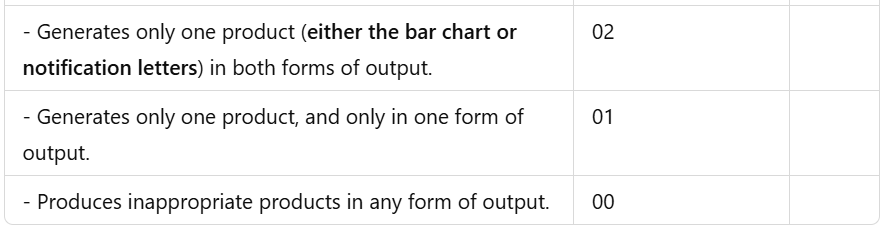 - Generates only one product (either the bar chart or 02
notification letters) in both forms of output.
- Generates only one product, and only in one form of 01
output.
- Produces inappropriate products in any form of output. 00